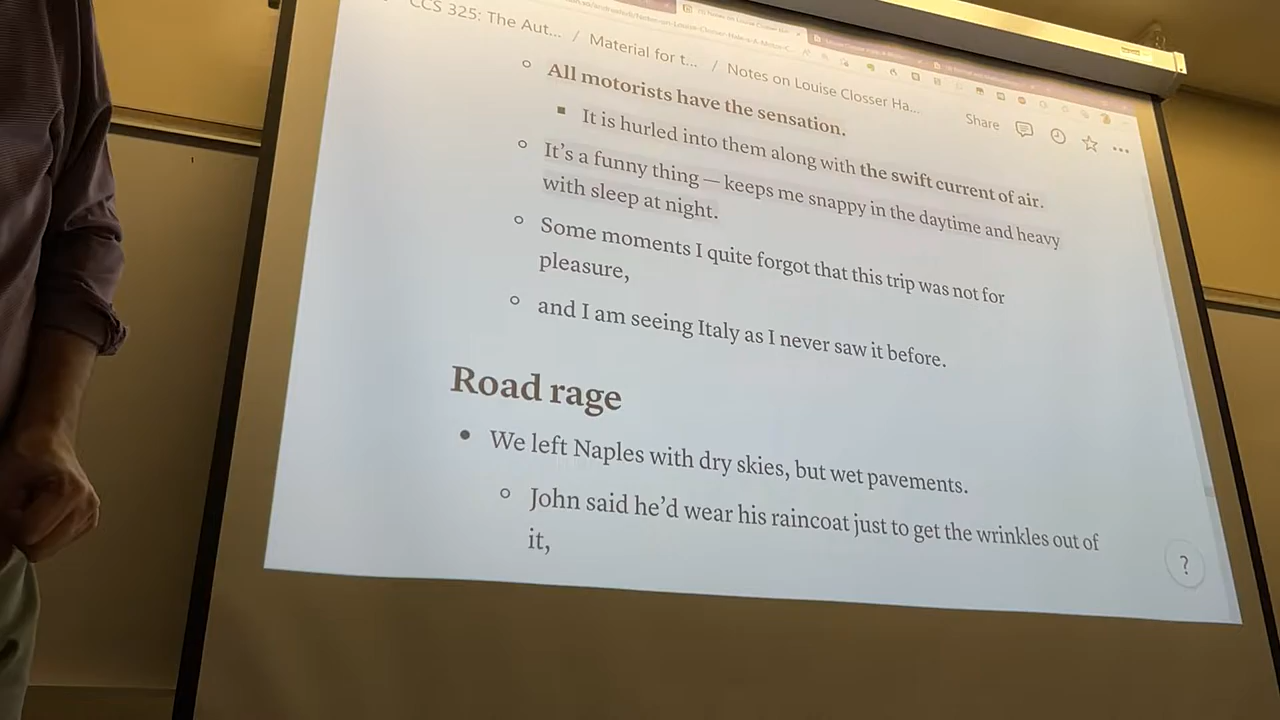 CCS 325: The Aut... / Material for t... / Notes on Louise Closser Ha...
Share
All motorists have the sensation.
It is hurled into them along with the swift current of air.
It's a funny thing — keeps me snappy in the daytime and heavy
with sleep at night.
Some moments I quite forgot that this trip was not for
pleasure,
and I am seeing Italy as I never saw it before.
Road rage
We left Naples with dry skies, but wet pavements.
John said he'd wear his raincoat just to get the wrinkles out of
it,
?